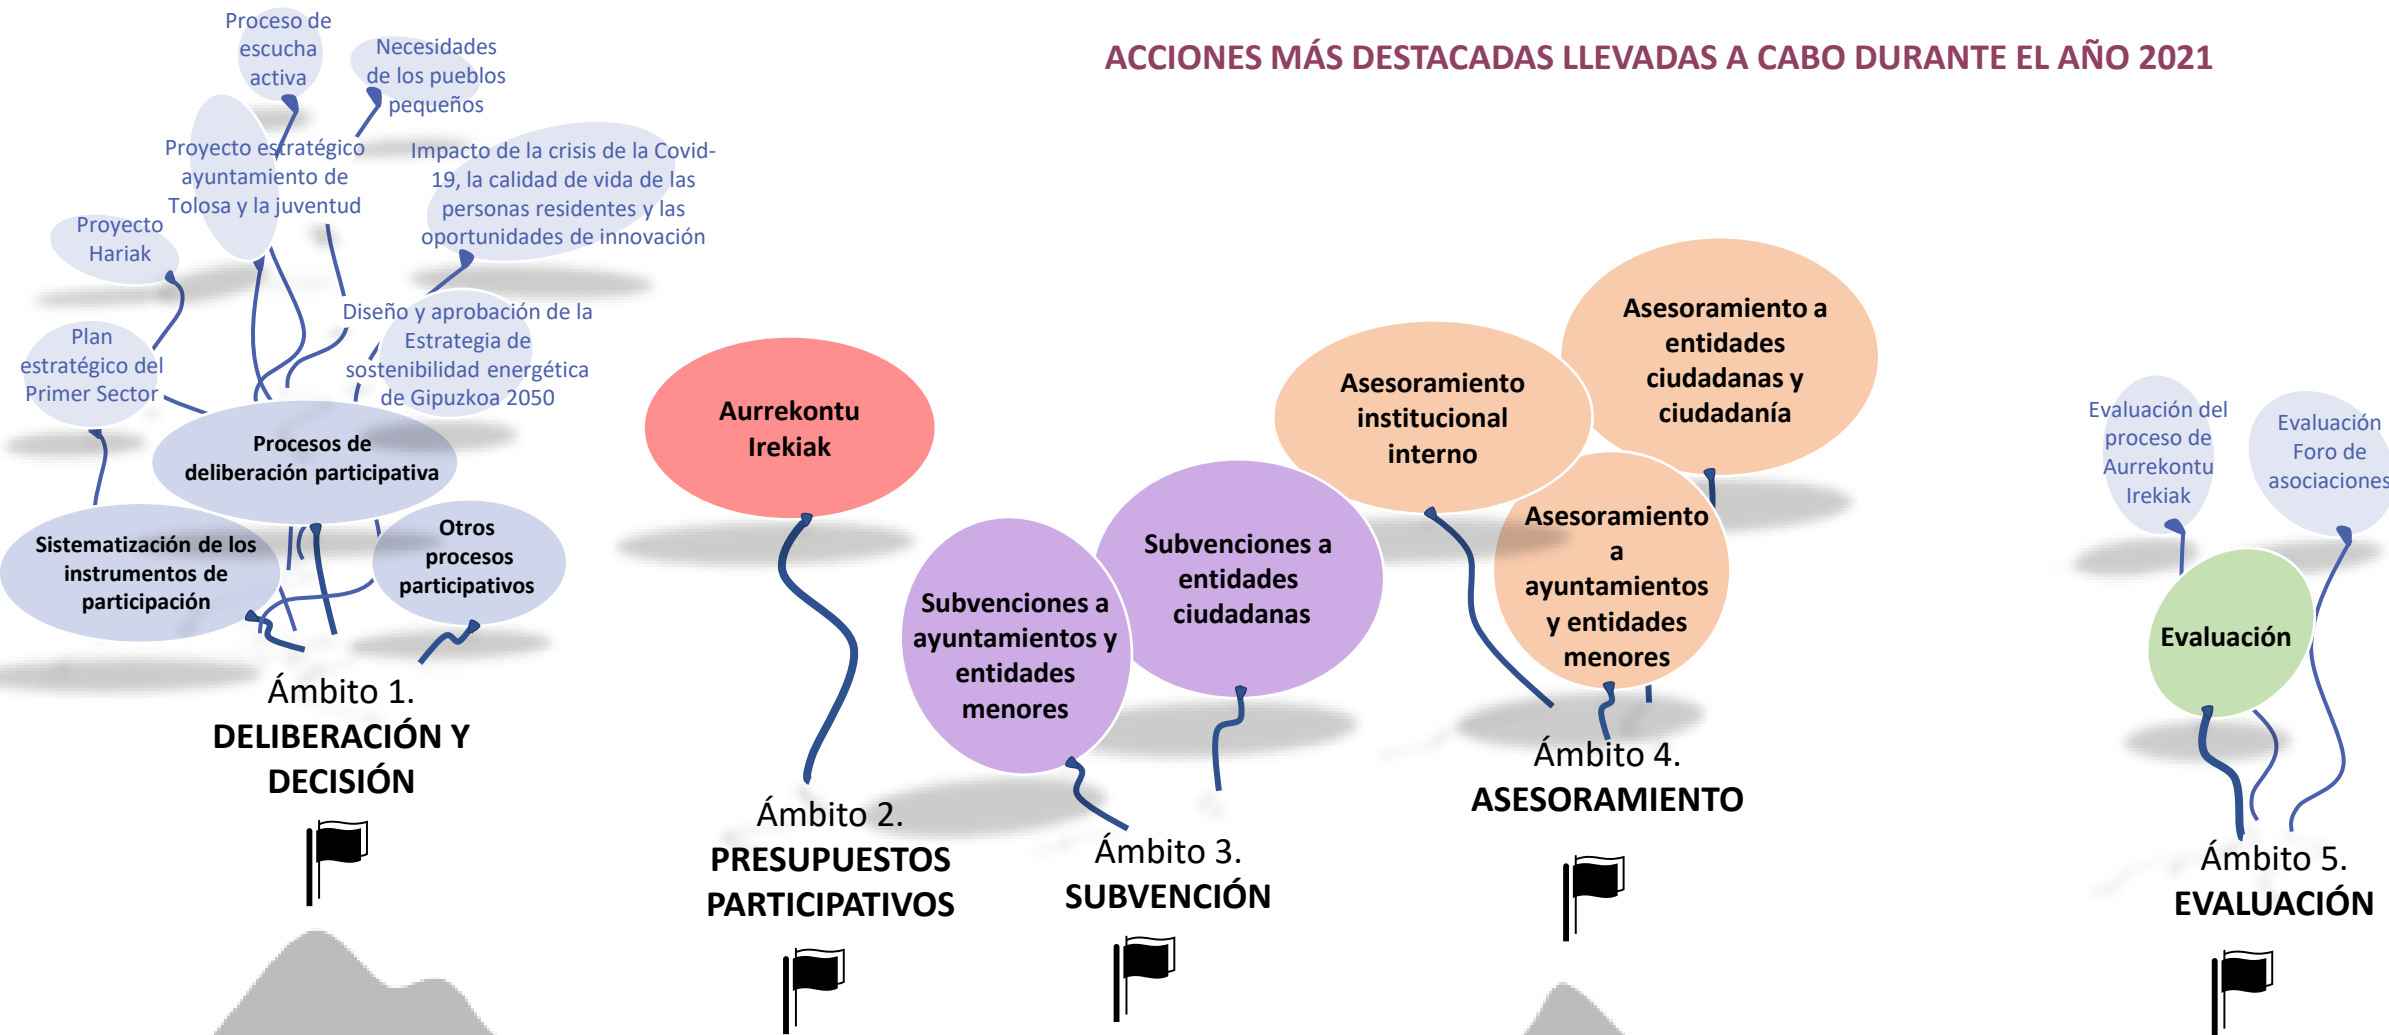 ACCIONES MÁS DESTACADAS LLEVADAS A CABO DURANTE EL AÑO 2021
Proceso de
escucha
activa
Necesidades
de los pueblos
pequeños
Proyecto estratégico
ayuntamiento de
Tolosa y la juventud
Impacto de la crisis de la Covid-
19, la calidad de vida de las
personas residentes y las
oportunidades de innovación
Proyecto
Hariak
Plan
estratégico del
Primer Sector
Diseño y aprobación de la
Estrategia de
sostenibilidad energética
de Gipuzkoa 2050
Procesos de
deliberación participativa
Sistematización de los
instrumentos de
participación
Otros
procesos
participativos
Ámbito 1.
DELIBERACIÓN Y
DECISIÓN
Aurrekontu
Irekiak
Ámbito 2.
PRESUPUESTOS
PARTICIPATIVOS
Subvenciones a
ayuntamientos y
entidades
menores
Subvenciones a
entidades
ciudadanas
Ámbito 3.
SUBVENCIÓN
Asesoramiento
institucional
interno
Asesoramiento a
entidades
ciudadanas y
ciudadanía
Asesoramiento
a
ayuntamientos
y entidades
menores
Ámbito 4.
ASESORAMIENTO
Evaluación del
proceso de
Aurrekontu
Irekiak
Evaluación
Foro de
asociaciones
Evaluación
Ámbito 5.
EVALUACIÓN